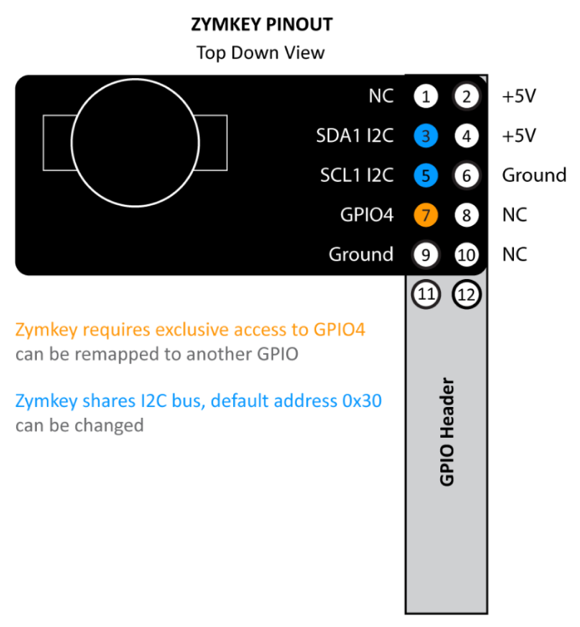 ZYMKEY PINOUT
Top Down View
NC 1 2 +5V
SDA1 I2C 3 4 +5V
SCL1 I2C 5 6 Ground
GPIO4 7 8 NC
Ground 9 10 NC
11 12
Zymkey requires exclusive access to GPIO4
can be remapped to another GPIO
Zymkey shares I2C bus, default address 0x30
can be changed
GPIO Header